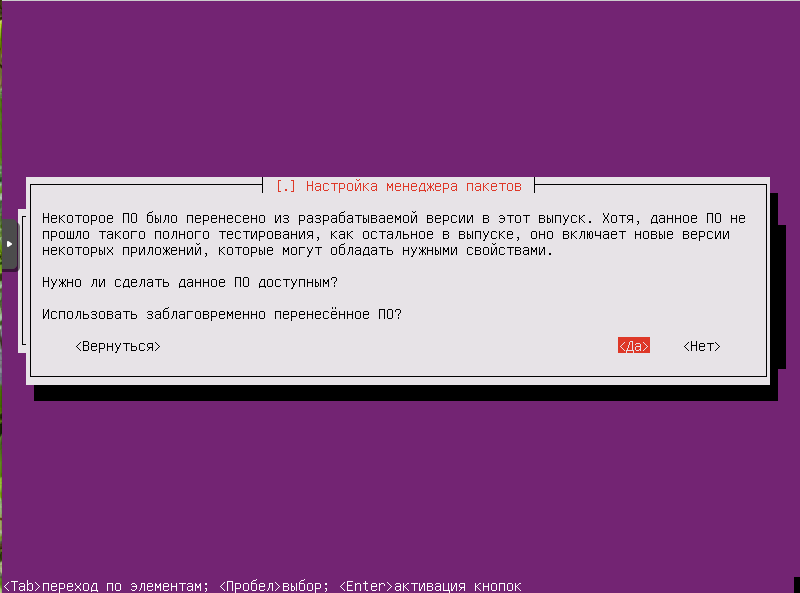 [.] Настройка менеджера пакетов
Некоторое ПО было перенесено из разрабатываемой версии в этот выпуск. Хотя, данное ПО не
прошло такого полного тестирования, как остальное в выпуске, оно включает новые версии
некоторых приложений, которые могут обладать нужными свойствами.
Нужно ли сделать данное ПО доступным?
Использовать заблаговременно перенесённое ПО?
<Вернуться> <Да> <Нет>
<Tab>переход по элементам; <Пробел>выбор; <Enter>активация кнопок